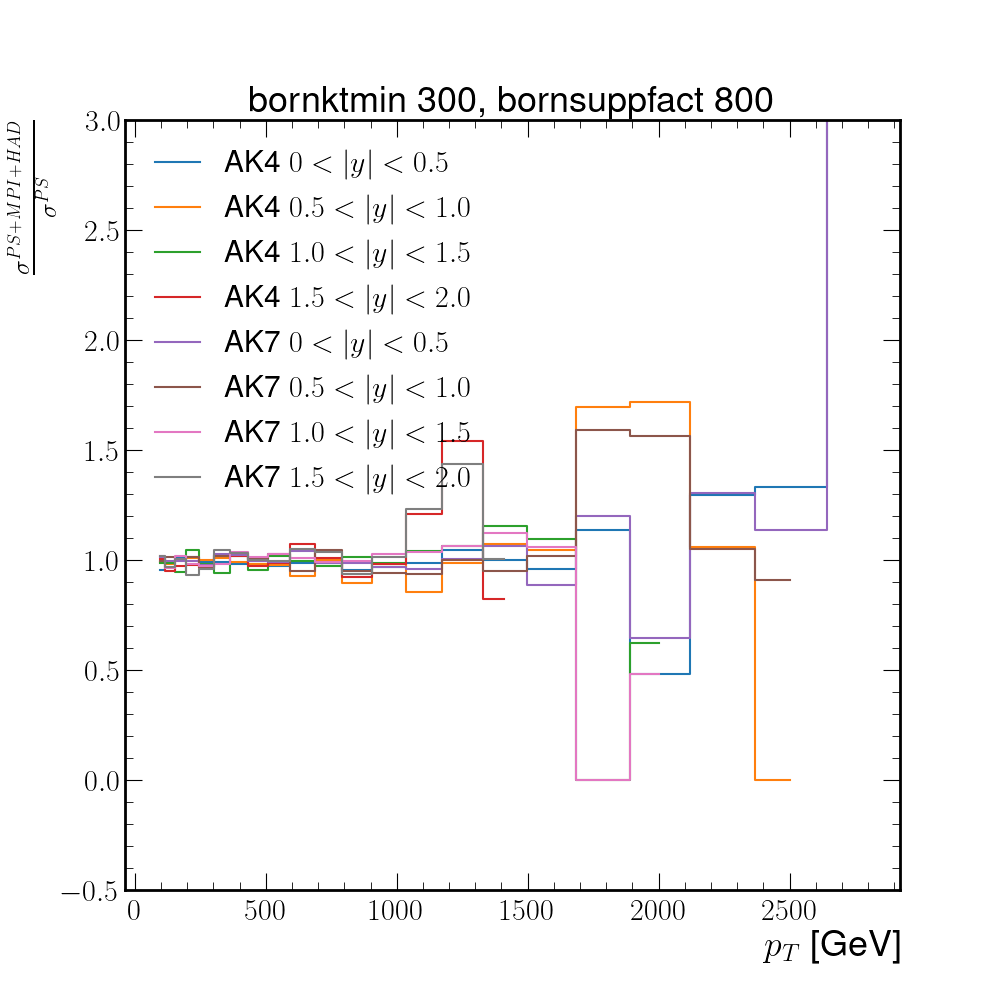 bornktmin 300, bornsuppfact 800
σ^{PS+MPI+HAD}
σ^{PS}
3.0
2.5
2.0
1.5
1.0
0.5
0.0
−0.5
AK4 0 < |y| < 0.5
AK4 0.5 < |y| < 1.0
AK4 1.0 < |y| < 1.5
AK4 1.5 < |y| < 2.0
AK7 0 < |y| < 0.5
AK7 0.5 < |y| < 1.0
AK7 1.0 < |y| < 1.5
AK7 1.5 < |y| < 2.0
0 500 1000 1500 2000 2500
p_T [GeV]